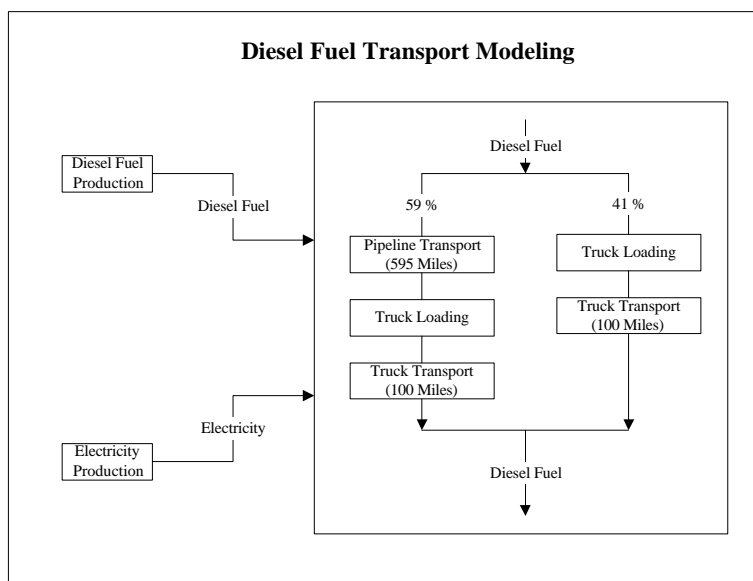 Diesel Fuel Transport Modeling
Diesel Fuel
Production
Diesel Fuel
Electricity
Electricity
Production
Diesel Fuel
59 %
41 %
Pipeline Transport
(595 Miles)
Truck Loading
Truck Transport
(100 Miles)
Truck Loading
Truck Transport
(100 Miles)
Diesel Fuel